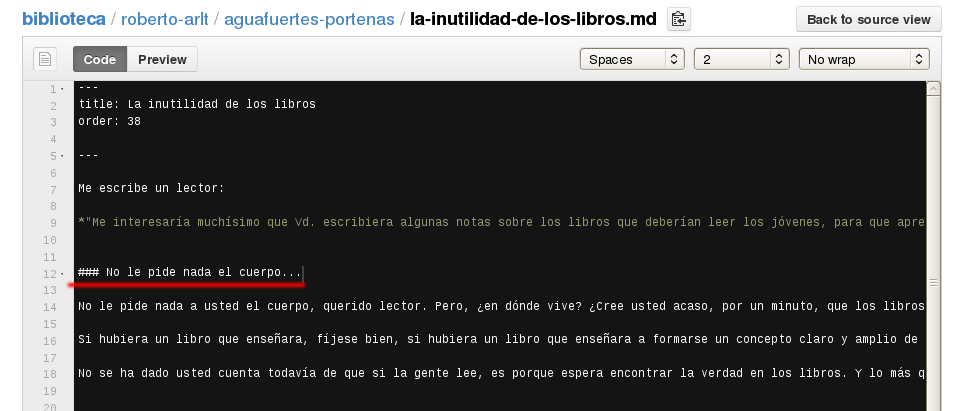 biblioteca / roberto-arlt / aguafuertes-portenas / la-inutilidad-de-los-libros.md
Back to source view
Code Preview Spaces 2 No wrap
1 ---
2 title: La inutilidad de los libros
3 order: 38
4
5 ---
6
7 Me escribe un lector:
8
9 *"Me interesaría muchísimo que Vd. escribiera algunas notas sobre los libros que deberían leer los jóvenes, para que apre
10
11
12 ### No le pide nada el cuerpo...
13
14 No le pide nada a usted el cuerpo, querido lector. Pero, ¿en dónde vive? ¿Cree usted acaso, por un minuto, que los libros
15
16 Si hubiera un libro que enseñara, fíjese bien, si hubiera un libro que enseñara a formarse un concepto claro y amplio de
17
18 No se ha dado usted cuenta todavía de que si la gente lee, es porque espera encontrar la verdad en los libros. Y lo más q
19
20